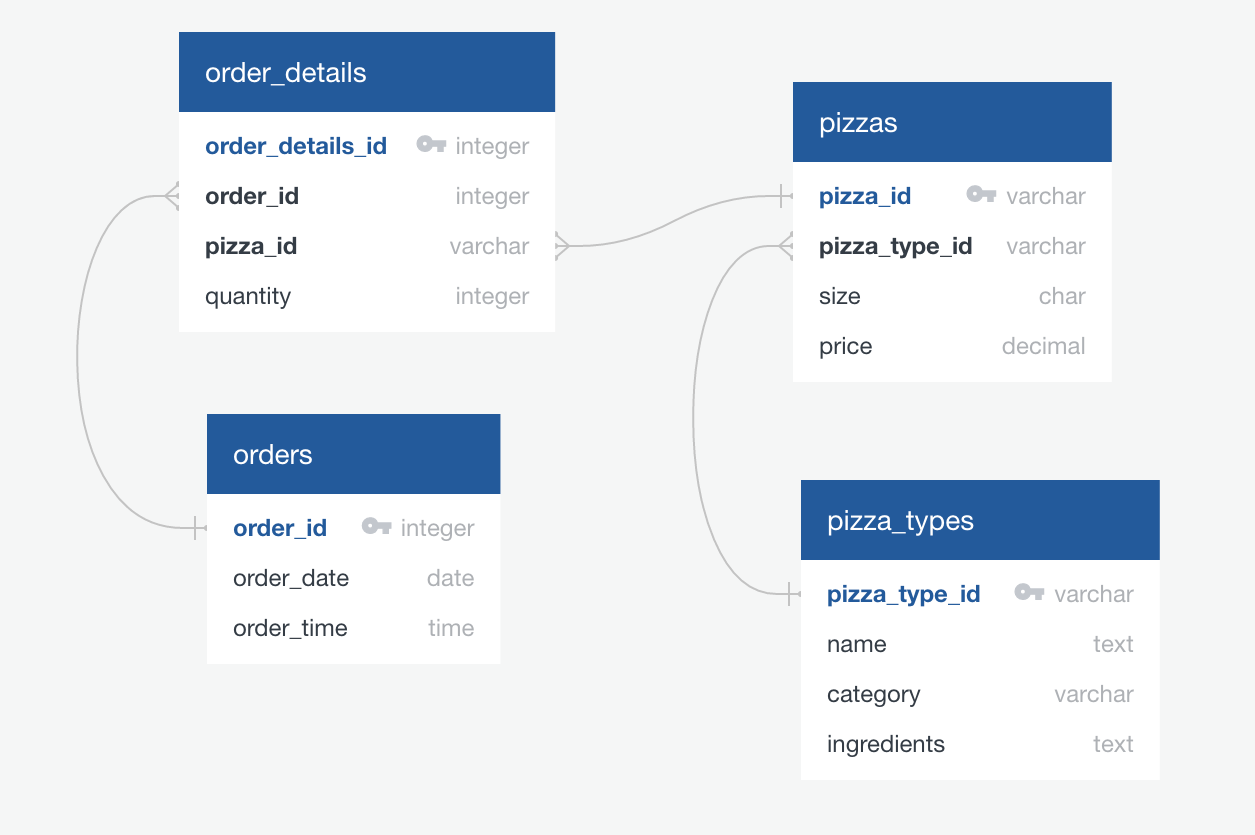 order_details
order_details_id integer
order_id integer
pizza_id varchar
quantity integer
pizzas
pizza_id varchar
pizza_type_id varchar
size char
price decimal
orders
order_id integer
order_date date
order_time time
pizza_types
pizza_type_id varchar
name text
category varchar
ingredients text